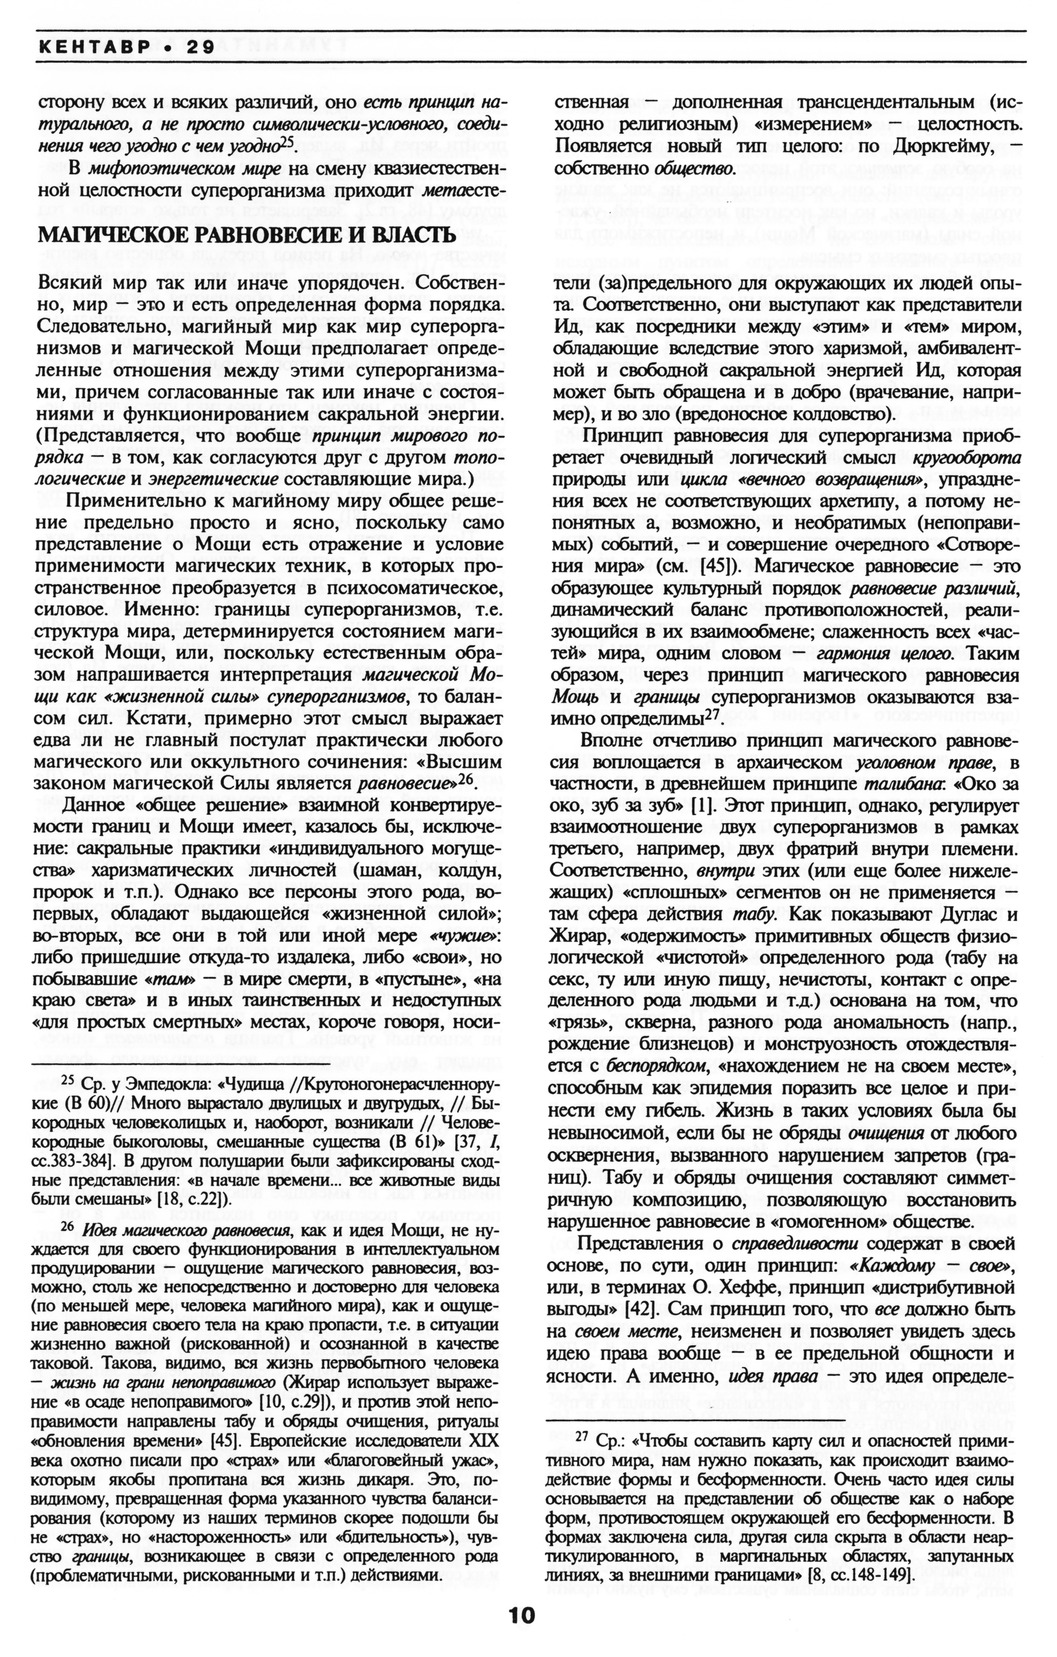 КЕНТАВР • 29
сторону всех и всяких различий, оно есть принцип на-
турального, а не просто символически-условного, соеди-
нения чего угодно с чем угодно25.
В мифопоэтическом мире на смену квазиестествен-
ной целостности суперорганизма приходит метаесте-
ственная — дополненная трансцендентальным (ис-
ходно религиозным) «измерением» — целостность.
Появляется новый тип целого: по Дюркгейму, —
собственно общество.
МАГИЧЕСКОЕ РАВНОВЕСИЕ И ВЛАСТЬ
Всякий мир так или иначе упорядочен. Собствен-
но, мир — это и есть определенная форма порядка.
Следовательно, магийный мир как мир суперорга-
низмов и магической Мощи предполагает опреде-
ленные отношения между этими суперорганизма-
ми, причем согласованные так или иначе с состоя-
ниями и функционированием сакральной энергии.
(Представляется, что вообще принцип мирового по-
рядка — в том, как согласуются друг с другом топо-
логические и энергетические составляющие мира.)
Применительно к магийному миру общее реше-
ние предельно просто и ясно, поскольку само
представление о Мощи есть отражение и условие
применимости магических техник, в которых про-
странственное преобразуется в психосоматическое,
силовое. Именно: границы суперорганизмов, т.е.
структура мира, детерминируется состоянием маги-
ческой Мощи, или, поскольку естественным обра-
зом напрашивается интерпретация магической Мо-
щи как «жизненной силы» суперорганизмов, то балан-
сом сил. Кстати, примерно этот смысл выражает
едва ли не главный постулат практически любого
магического или оккультного сочинения: «Высшим
законом магической Силы является равновесие»26.
Данное «общее решение» взаимной конвертируе-
мости границ и Мощи имеет, казалось бы, исключе-
ние: сакральные практики «индивидуального могуще-
ства» харизматических личностей (шаман, колдун,
пророк и т.п.). Однако все персоны этого рода, во-
первых, обладают выдающейся «жизненной силой»;
во-вторых, все они в той или иной мере «чужие»:
либо пришедшие откуда-то издалека, либо «свои», но
побывавшие «там» — в мире смерти, в «пустыне», «на
краю света» и в иных таинственных и недоступных
«для простых смертных» местах, короче говоря, носи-
25 Ср. у Эмпедокла: «Чудища //Крутоногонерасчленнору-
кие (В 60)// Много вырастало двулицых и двугрудых, // Бы-
кородных человеколицых и, наоборот, возникали // Челове-
кородные быкоголовы, смешанные существа (В 61)» [37, I,
сс.383-384]. В другом полушарии были зафиксированы сход-
ные представления: «в начале времени... все животные виды
были смешаны» [18, с.22]).
26 Идея магического равновесия, как и идея Мощи, не ну-
ждается для своего функционирования в интеллектуальном
продуцировании — ощущение магического равновесия, воз-
можно, столь же непосредственно и достоверно для человека
(по меньшей мере, человека магийного мира), как и ощуще-
ние равновесия своего тела на краю пропасти, т.е. в ситуации
жизненно важной (рискованной) и осознанной в качестве
таковой. Такова, видимо, вся жизнь первобытного человека
— жизнь на грани непоправимого (Жирар использует выраже-
ние «в осаде непоправимого» [10, с.29]), и против этой непо-
правимости направлены табу и обряды очищения, ритуалы
«обновления времени» [45]. Европейские исследователи XIX
века охотно писали про «страх» или «благоговейный ужас»,
которым якобы пропитана вся жизнь дикаря. Это, по-
видимому, превращенная форма указанного чувства баланси-
рования (которому из наших терминов скорее подошли бы
не «страх», но «настороженность» или «бдительность»), чув-
ство границы, возникающее в связи с определенного рода
(проблематичными, рискованными и т.п.) действиями.
тели (за)предельного для окружающих их людей опы-
та. Соответственно, они выступают как представители
Ид, как посредники между «этим» и «тем» миром,
обладающие вследствие этого харизмой, амбивалент-
ной и свободной сакральной энергией Ид, которая
может быть обращена и в добро (врачевание, напри-
мер), и во зло (вредоносное колдовство).
Принцип равновесия для суперорганизма приоб-
ретает очевидный логический смысл кругооборота
природы или цикла «вечного возвращения», упраздне-
ния всех не соответствующих архетипу, а потому не-
понятных а, возможно, и необратимых (непоправи-
мых) событий, — и совершение очередного «Сотворе-
ния мира» (см. [45]). Магическое равновесие — это
образующее культурный порядок равновесие различий,
динамический баланс противоположностей, реали-
зующийся в их взаимообмене; слаженность всех «час-
тей» мира, одним словом — гармония целого. Таким
образом, через принцип магического равновесия
Мощь и границы суперорганизмов оказываются вза-
имно определимы27.
Вполне отчетливо принцип магического равнове-
сия воплощается в архаическом уголовном праве, в
частности, в древнейшем принципе талибана: «Око за
око, зуб за зуб» [1]. Этот принцип, однако, регулирует
взаимоотношение двух суперорганизмов в рамках
третьего, например, двух фратрий внутри племени.
Соответственно, внутри этих (или еще более нижеле-
жащих) «сплошных» сегментов он не применяется —
там сфера действия табу. Как показывают Дуглас и
Жирар, «одержимость» примитивных обществ физио-
логической «чистотой» определенного рода (табу на
секс, ту или иную пищу, нечистоты, контакт с опре-
деленного рода людьми и т.д.) основана на том, что
«грязь», скверна, разного рода аномальность (напр.,
рождение близнецов) и монструозность отождествля-
ется с беспорядком, «нахождением не на своем месте»,
способным как эпидемия поразить все целое и при-
нести ему гибель. Жизнь в таких условиях была бы
невыносимой, если бы не обряды очищения от любого
осквернения, вызванного нарушением запретов (гра-
ниц). Табу и обряды очищения составляют симмет-
ричную композицию, позволяющую восстановить
нарушенное равновесие в «гомогенном» обществе.
Представления о справедливости содержат в своей
основе, по сути, один принцип: «Каждому — свое»,
или, в терминах О. Хеффе, принцип «дистрибутивной
выгоды» [42]. Сам принцип того, что все должно быть
на своем месте, неизменен и позволяет увидеть здесь
идею права вообще — в ее предельной общности и
ясности. А именно, идея права — это идея определе-
27 Ср.: «Чтобы составить карту сил и опасностей прими-
тивного мира, нам нужно показать, как происходит взаимо-
действие формы и бесформенности. Очень часто идея силы
основывается на представлении об обществе как о наборе
форм, противостоящем окружающей его бесформенности. В
формах заключена сила, другая сила скрыта в области неар-
тикулированного, в маргинальных областях, запутанных
линиях, за внешними границами» [8, сс.148-149].
10